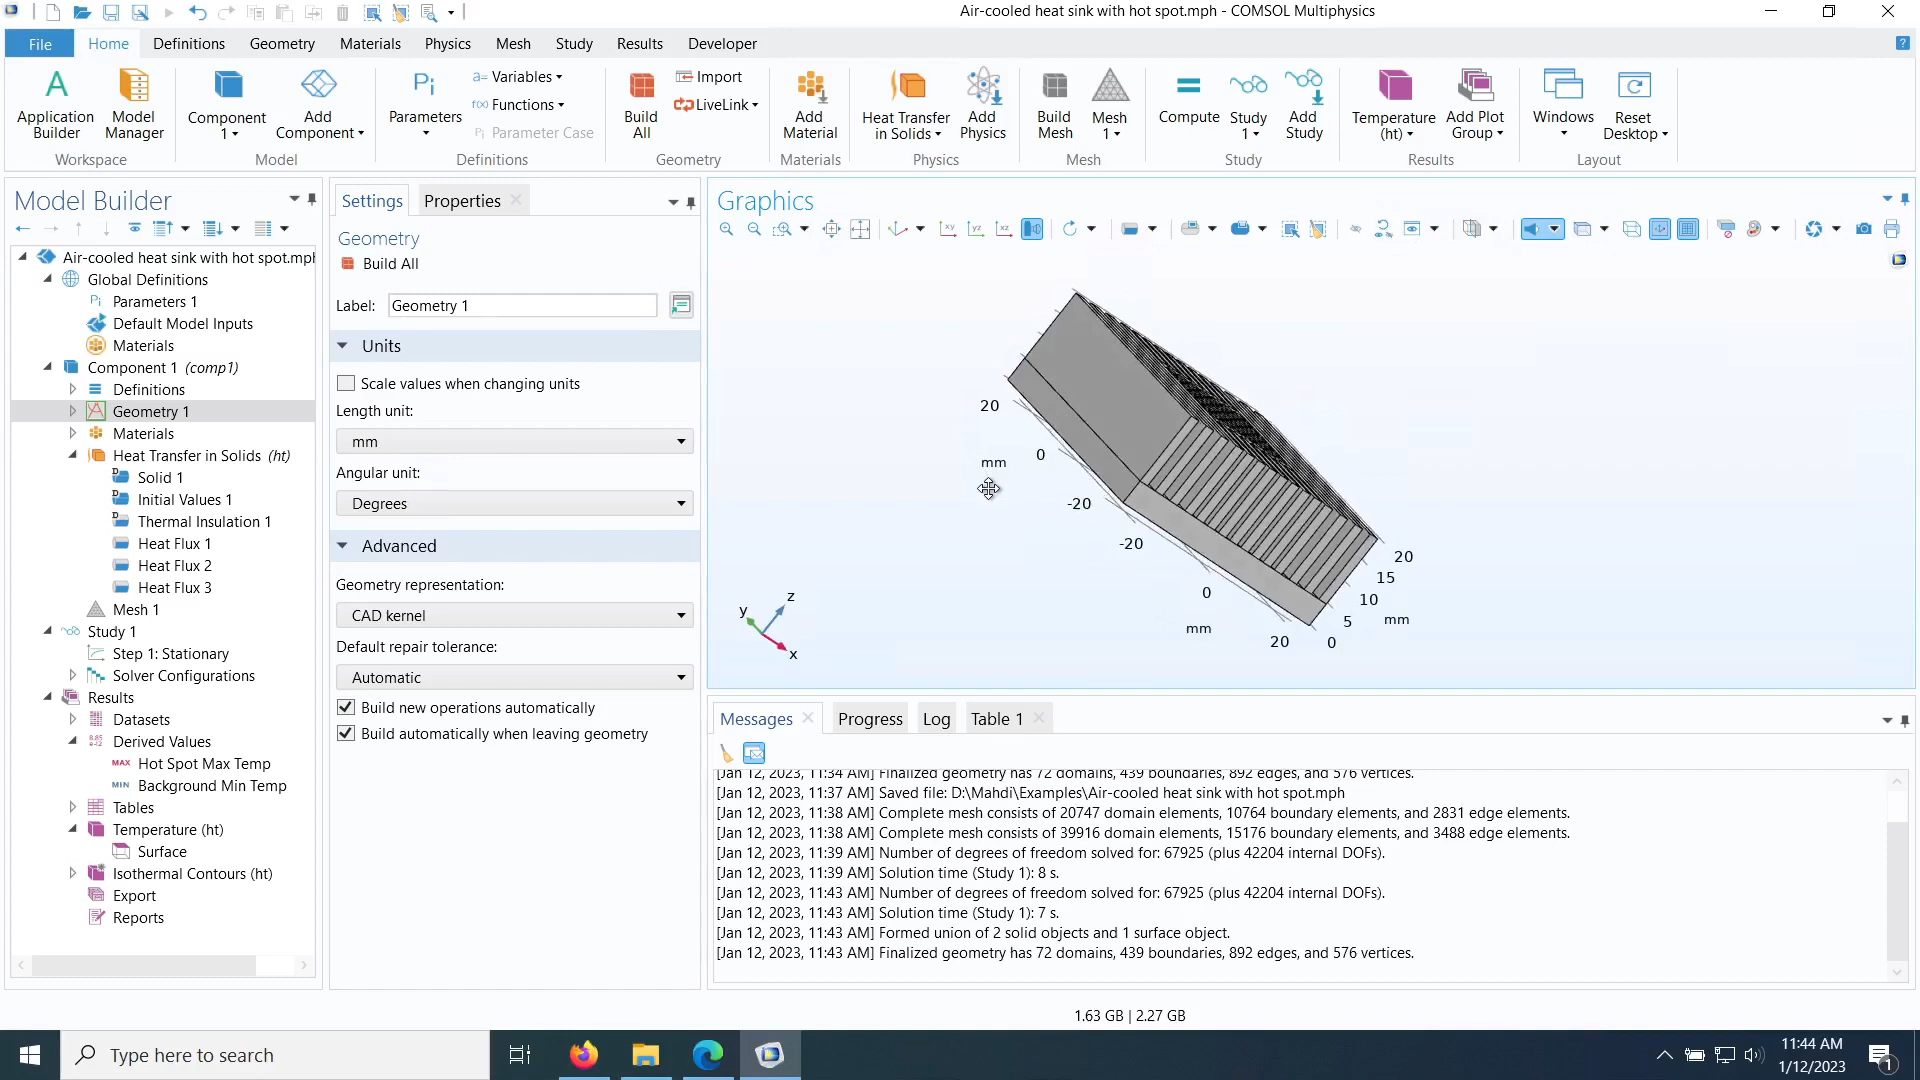 Air-cooled heat sink with hot spot.mph - COMSOL Multiphysics
File Home Definitions Geometry Materials Physics Mesh Study Results Developer
Application Builder
Model Manager
Workspace
Component 1
Add Component
Model
Pi
Parameters
a= Variables
f(x) Functions
Pi Parameter Case
Definitions
Build All
Import
LiveLink
Geometry
Add Material
Materials
Heat Transfer in Solids
Add Physics
Physics
Build Mesh
Mesh 1
Mesh
Compute
Study 1
Add Study
Study
Temperature (ht)
Add Plot Group
Results
Windows
Reset Desktop
Layout
Model Builder
Air-cooled heat sink with hot spot.mph
Global Definitions
Pi Parameters 1
Default Model Inputs
Materials
Component 1 (comp1)
Definitions
Geometry 1
Materials
Heat Transfer in Solids (ht)
Solid 1
Initial Values 1
Thermal Insulation 1
Heat Flux 1
Heat Flux 2
Heat Flux 3
Mesh 1
Study 1
Step 1: Stationary
Solver Configurations
Results
Datasets
Derived Values
MAX Hot Spot Max Temp
MIN Background Min Temp
Tables
Temperature (ht)
Surface
Isothermal Contours (ht)
Export
Reports
Settings
Properties
Geometry
Build All
Label: Geometry 1
Units
Scale values when changing units
Length unit:
mm
Angular unit:
Degrees
Advanced
Geometry representation:
CAD kernel
Default repair tolerance:
Automatic
Build new operations automatically
Build automatically when leaving geometry
Graphics
xy yz xz
20
0
mm
-20
-20
0
mm
20
20
15
10
5
mm
0
y
z
x
Messages Progress Log Table 1
[Jan 12, 2023, 11:34 AM] Finalized geometry has 72 domains, 439 boundaries, 892 edges, and 576 vertices.
[Jan 12, 2023, 11:37 AM] Saved file: D:\Mahdi\Examples\Air-cooled heat sink with hot spot.mph
[Jan 12, 2023, 11:38 AM] Complete mesh consists of 20747 domain elements, 10764 boundary elements, and 2831 edge elements.
[Jan 12, 2023, 11:38 AM] Complete mesh consists of 39916 domain elements, 15176 boundary elements, and 3488 edge elements.
[Jan 12, 2023, 11:39 AM] Number of degrees of freedom solved for: 67925 (plus 42204 internal DOFs).
[Jan 12, 2023, 11:39 AM] Solution time (Study 1): 8 s.
[Jan 12, 2023, 11:43 AM] Number of degrees of freedom solved for: 67925 (plus 42204 internal DOFs).
[Jan 12, 2023, 11:43 AM] Solution time (Study 1): 7 s.
[Jan 12, 2023, 11:43 AM] Formed union of 2 solid objects and 1 surface object.
[Jan 12, 2023, 11:43 AM] Finalized geometry has 72 domains, 439 boundaries, 892 edges, and 576 vertices.
1.63 GB | 2.27 GB
Type here to search
11:44 AM
1/12/2023
1